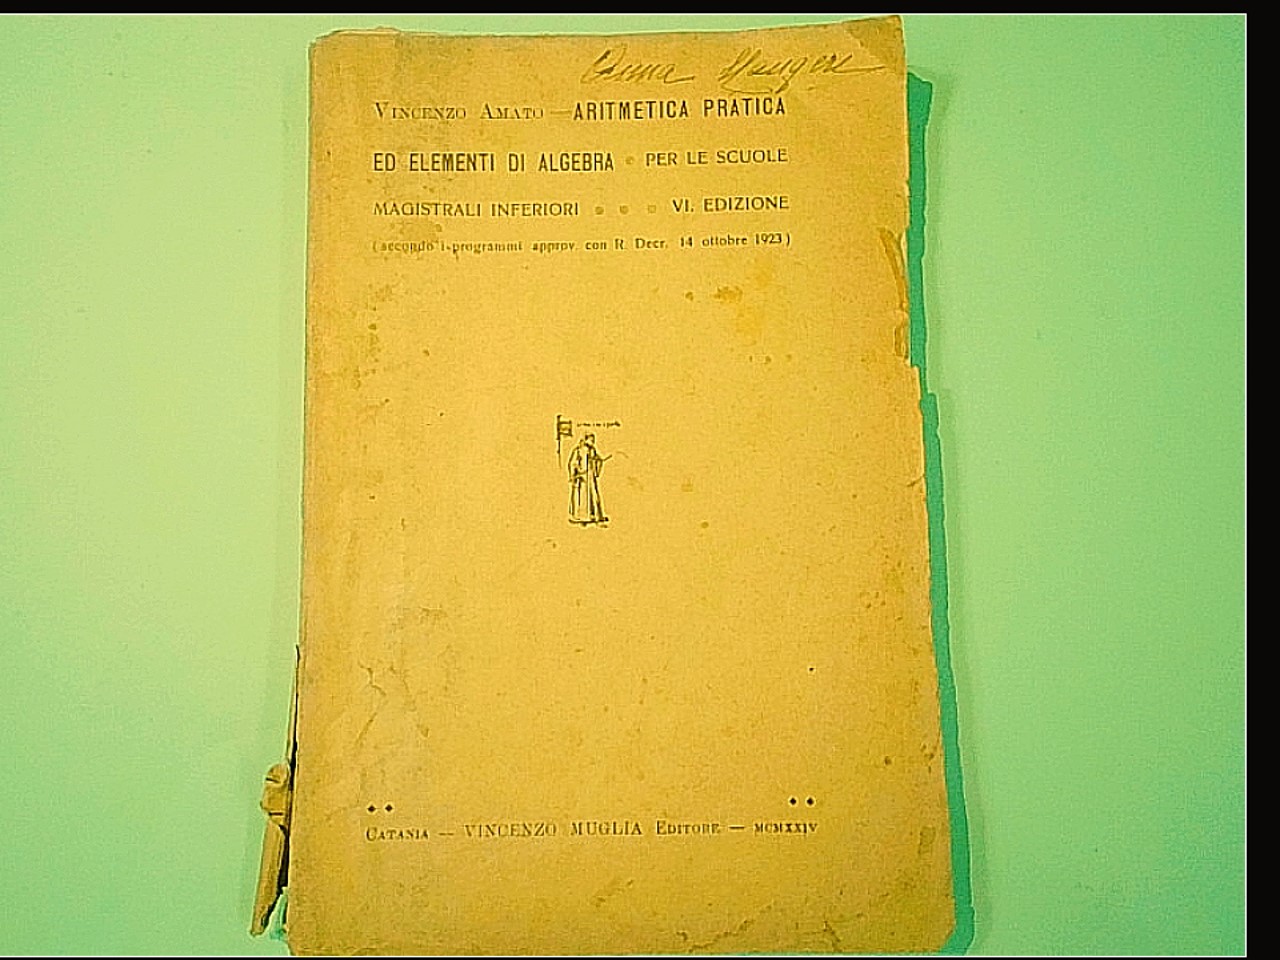 Anna
VINCENZO AMATO — ARITMETICA PRATICA
ED ELEMENTI DI ALGEBRA • PER LE SCUOLE
MAGISTRALI INFERIORI • • • VI. EDIZIONE
(secondo i programmi approv. con R. Decr. 14 ottobre 1923)
CATANIA — VINCENZO MUGLIA EDITORE — MCMXXIV